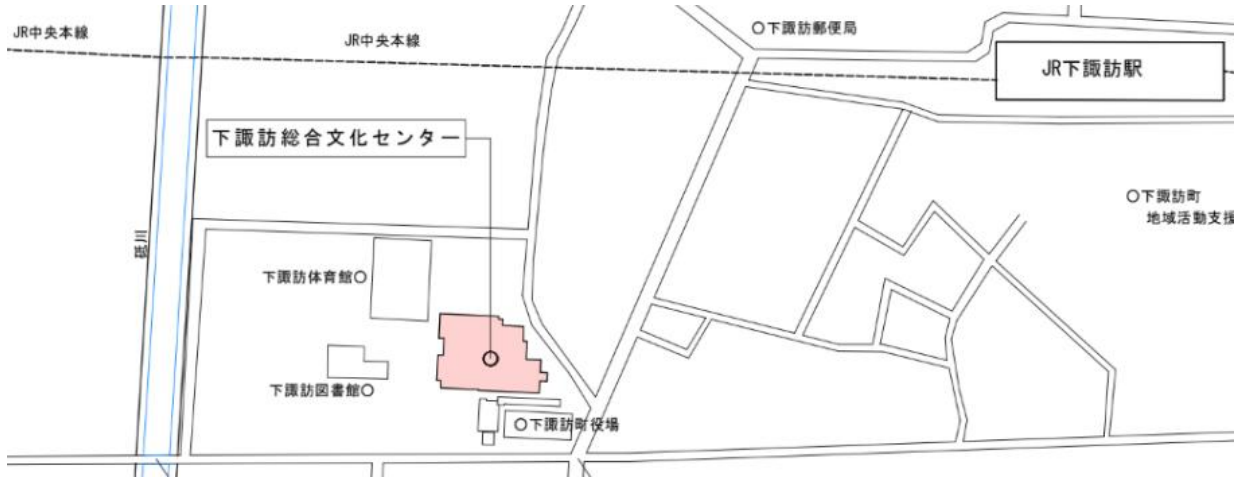 JR中央本線
JR中央本線
○下諏訪郵便局
JR下諏訪駅
下諏訪総合文化センター
○下諏訪町
地域活動支援
砥川
下諏訪体育館○
下諏訪図書館○
○下諏訪町役場